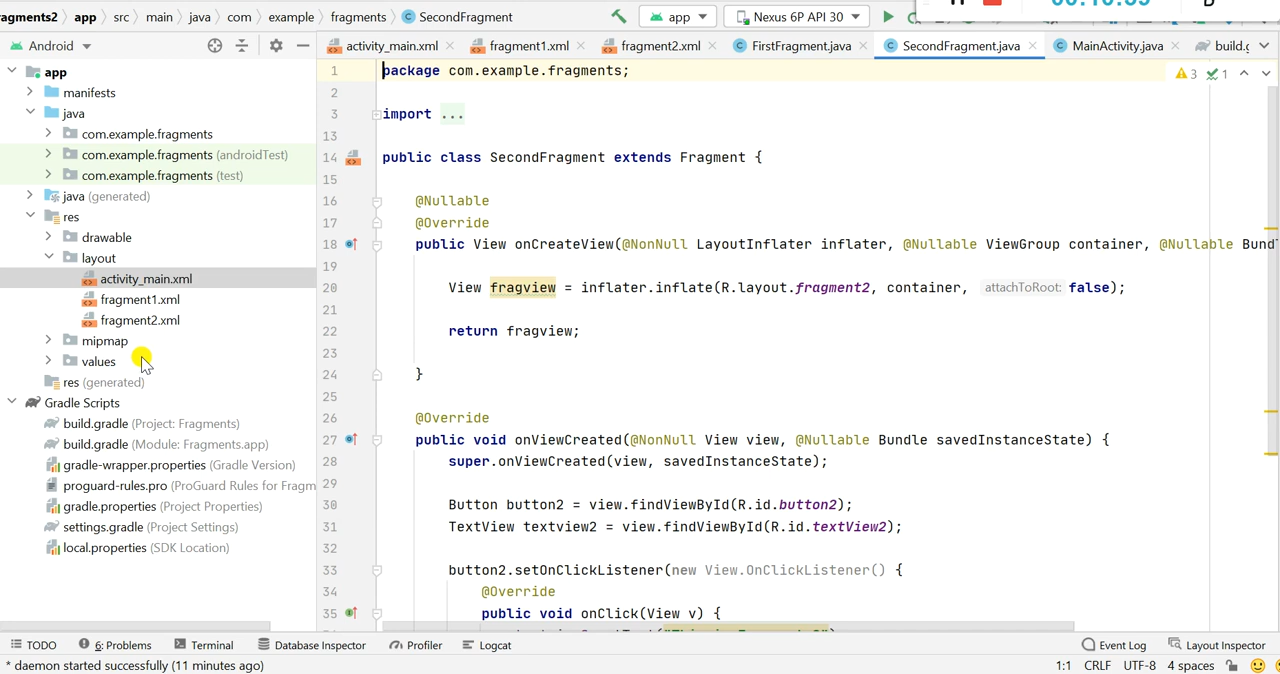 ragments2 app src main java com example fragments SecondFragment app Nexus 6P API 30
Android activity_main.xml fragment1.xml fragment2.xml FirstFragment.java SecondFragment.java MainActivity.java
app
manifests
java
com.example.fragments
com.example.fragments (androidTest)
com.example.fragments (test)
java (generated)
res
drawable
layout
activity_main.xml
fragment1.xml
fragment2.xml
mipmap
values
res (generated)
Gradle Scripts
build.gradle (Project: Fragments)
build.gradle (Module: Fragments.app)
gradle-wrapper.properties (Gradle Version)
proguard-rules.pro (ProGuard Rules for Fragm
gradle.properties (Project Properties)
settings.gradle (Project Settings)
local.properties (SDK Location)
1 package com.example.fragments;
2
3 import ...
13
14 public class SecondFragment extends Fragment {
15
16 @Nullable
17 @Override
18 public View onCreateView(@NonNull LayoutInflater inflater, @Nullable ViewGroup container, @Nullable Bund
19
20 View fragview = inflater.inflate(R.layout.fragment2, container, attachToRoot: false);
21
22 return fragview;
23
24 }
25
26 @Override
27 public void onViewCreated(@NonNull View view, @Nullable Bundle savedInstanceState) {
28 super.onViewCreated(view, savedInstanceState);
29
30 Button button2 = view.findViewById(R.id.button2);
31 TextView textview2 = view.findViewById(R.id.textView2);
32
33 button2.setOnClickListener(new View.OnClickListener() {
34 @Override
35 public void onClick(View v) {
3 1
TODO 6: Problems Terminal Database Inspector Profiler Logcat Event Log Layout Inspector
* daemon started successfully (11 minutes ago) 1:1 CRLF UTF-8 4 spaces